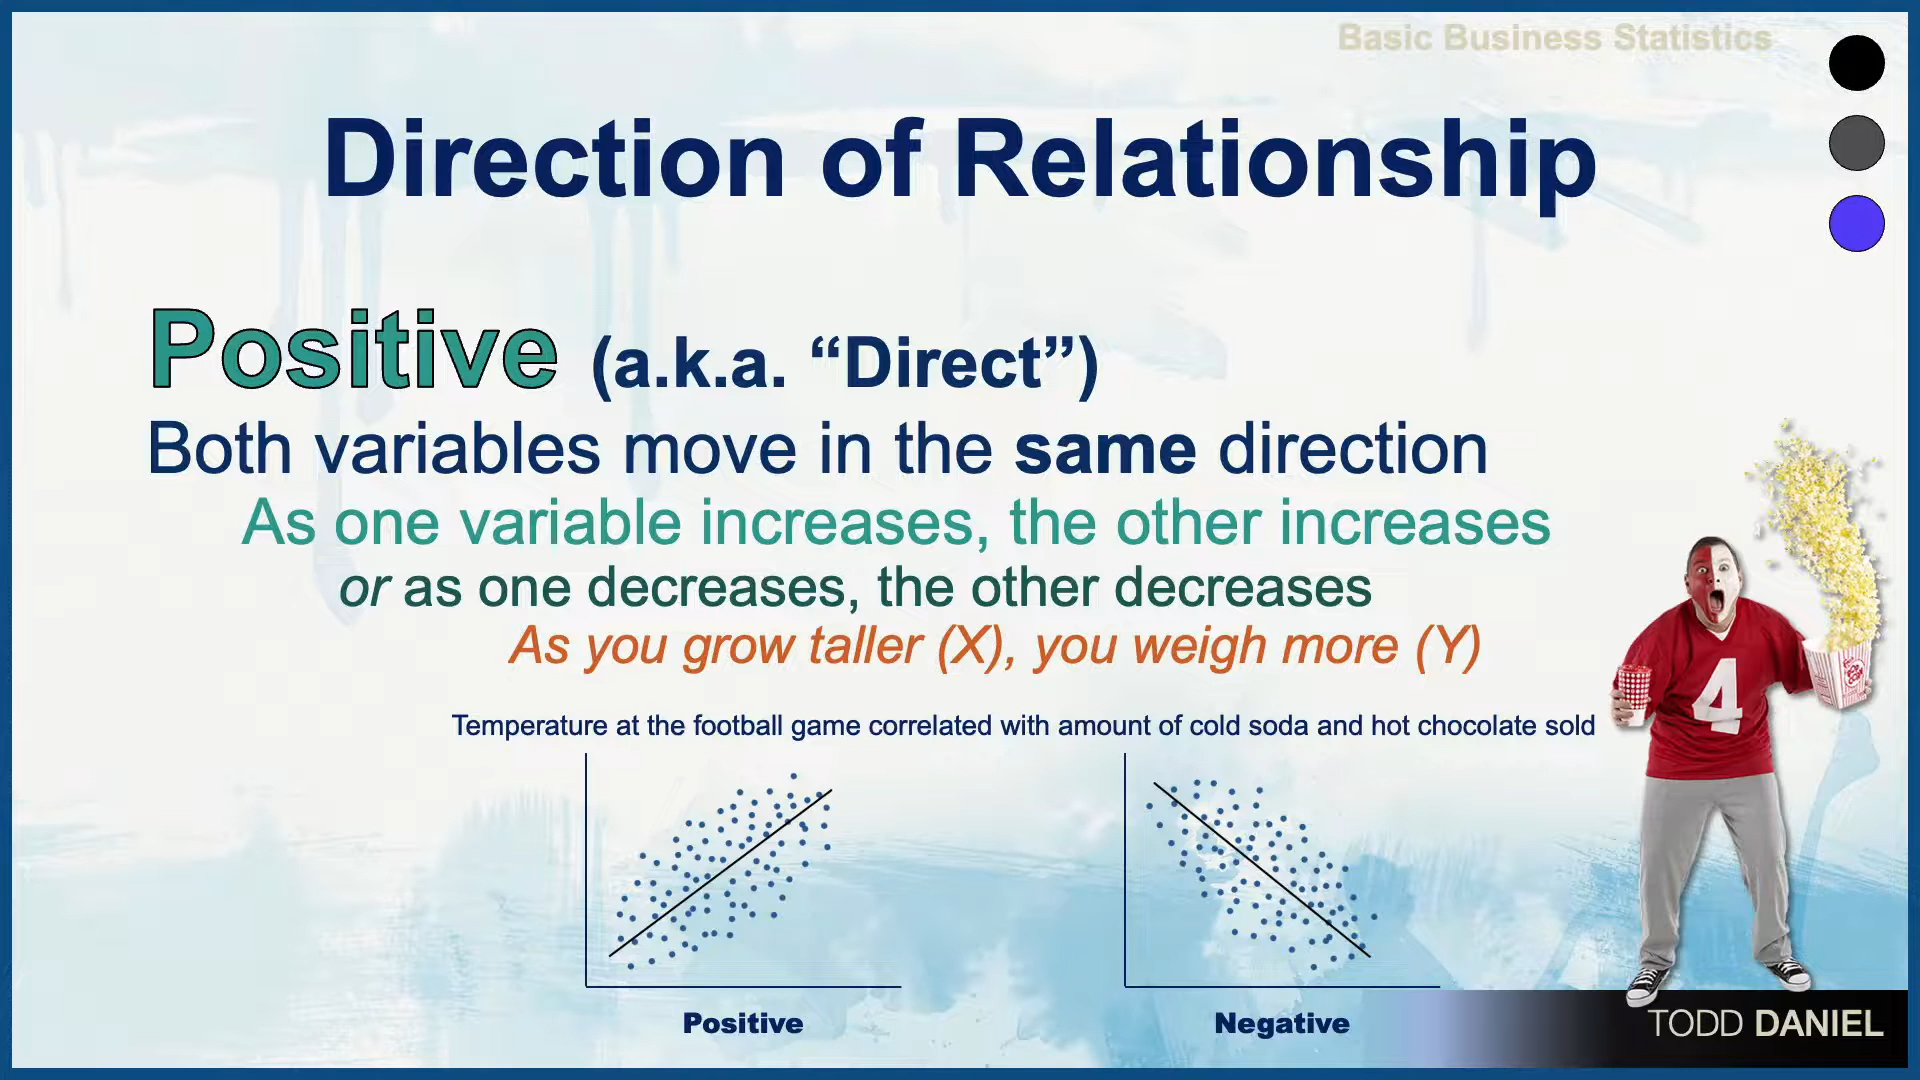 Basic Business Statistics
Direction of Relationship
Positive (a.k.a. “Direct”)
Both variables move in the same direction
As one variable increases, the other increases
or as one decreases, the other decreases
As you grow taller (X), you weigh more (Y)
Temperature at the football game correlated with amount of cold soda and hot chocolate sold
4
Positive
Negative
TODD DANIEL